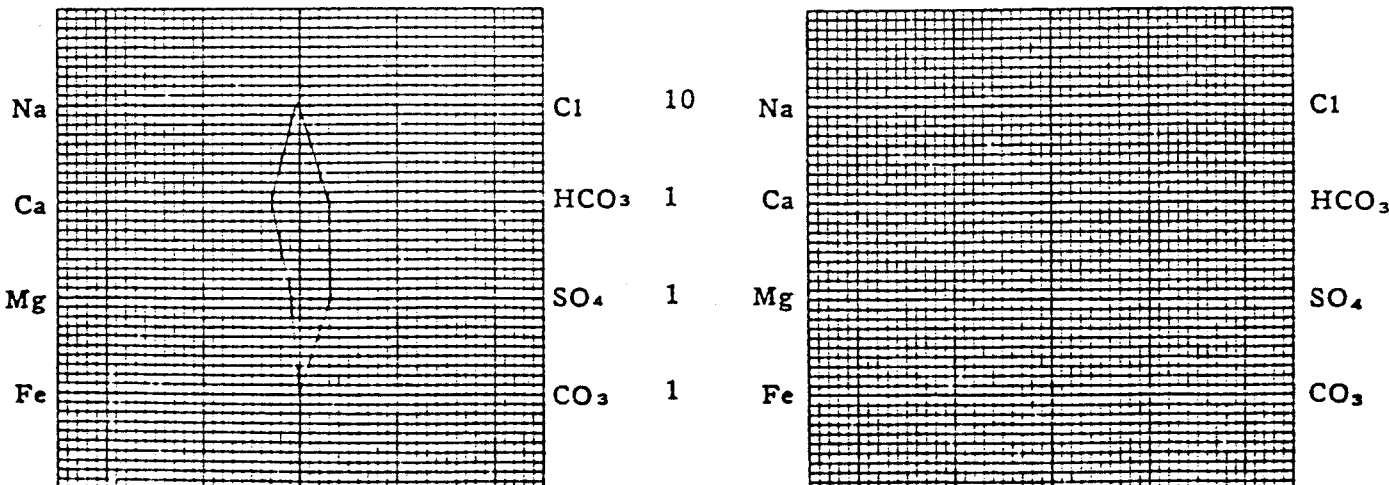 Na Cl 10 Na Cl
Ca HCO₃ 1 Ca HCO₃
Mg SO₄ 1 Mg SO₄
Fe CO₃ 1 Fe CO₃